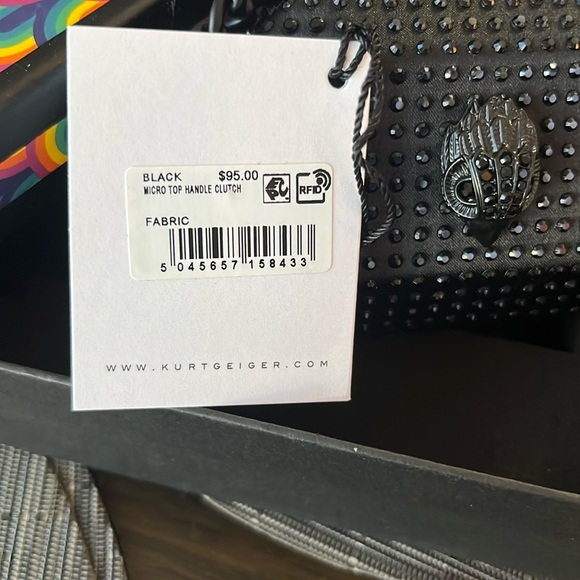 BLACK $95.00
MICRO TOP HANDLE CLUTCH
RFID
FABRIC
5 045657 158433
WWW.KURTGEIGER.COM